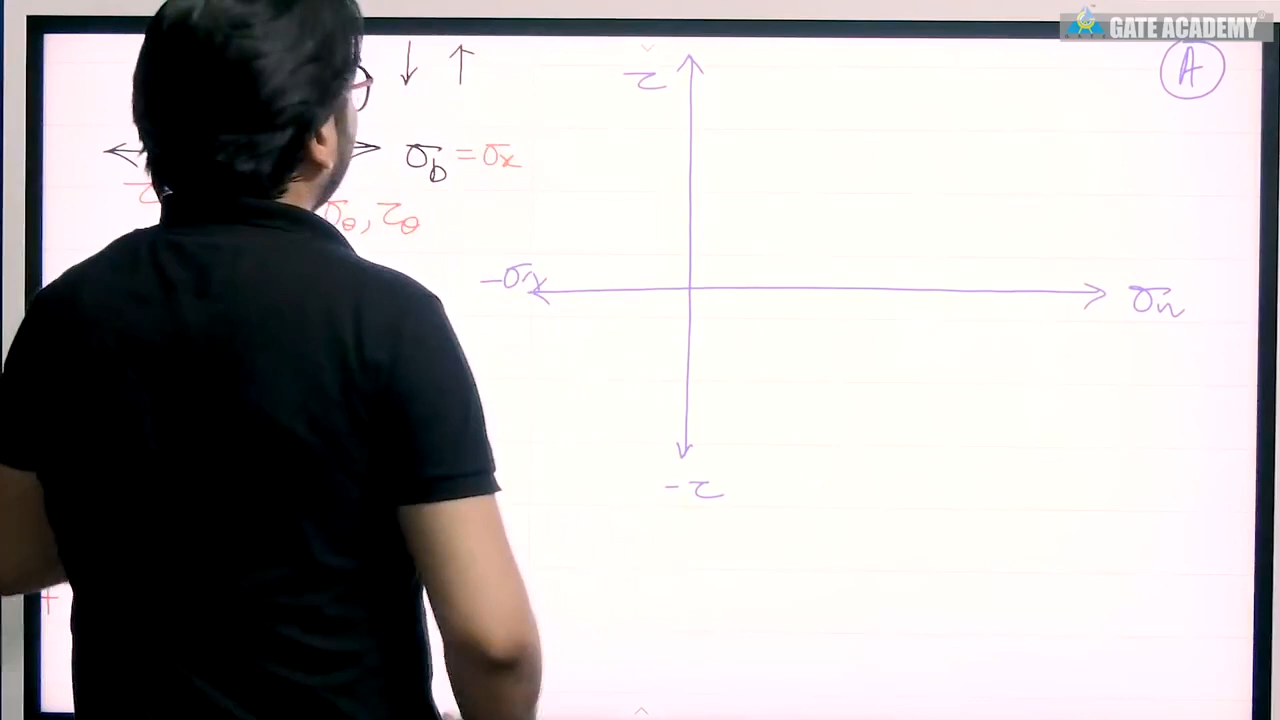 GATE ACADEMY
A
τ
σb = σx
σθ, τθ
-σx
σn
-τ
+